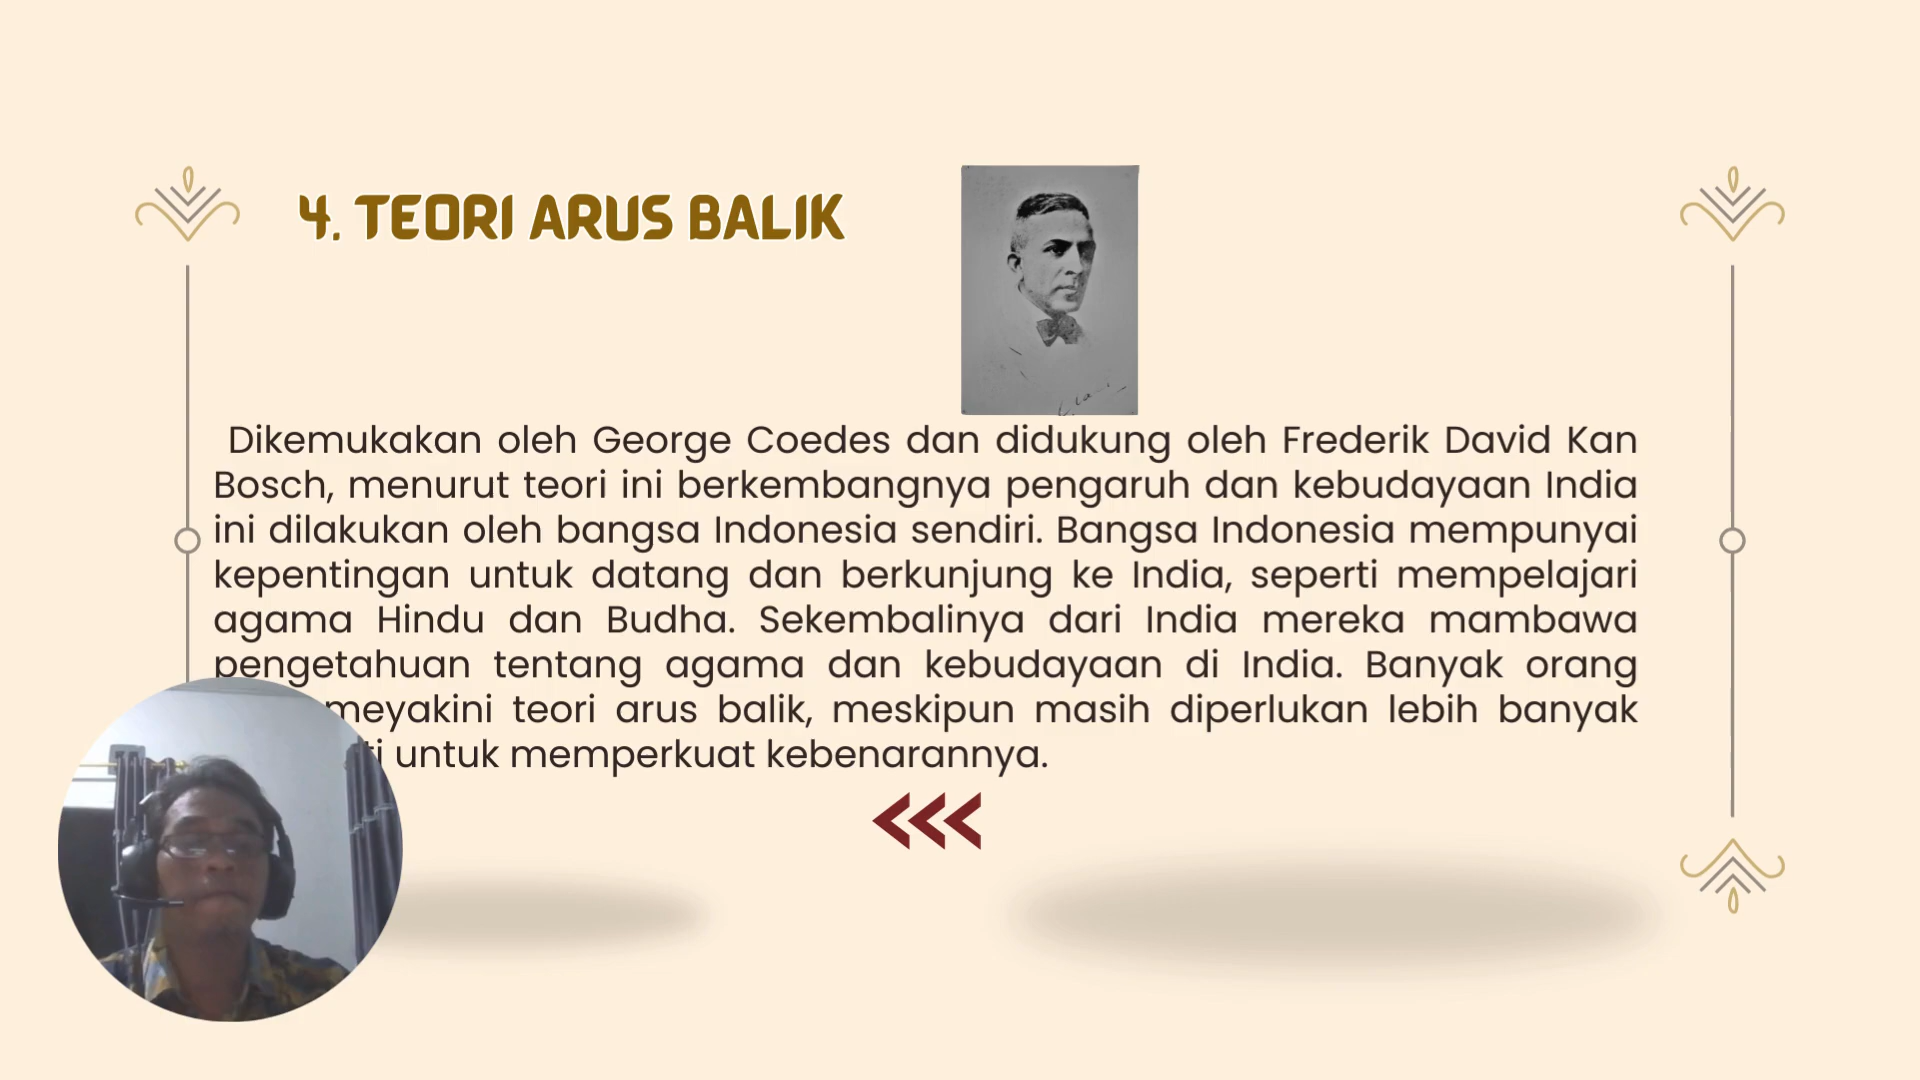 4. TEORI ARUS BALIK
Dikemukakan oleh George Coedes dan didukung oleh Frederik David Kan
Bosch, menurut teori ini berkembangnya pengaruh dan kebudayaan India
ini dilakukan oleh bangsa Indonesia sendiri. Bangsa Indonesia mempunyai
kepentingan untuk datang dan berkunjung ke India, seperti mempelajari
agama Hindu dan Budha. Sekembalinya dari India mereka mambawa
pengetahuan tentang agama dan kebudayaan di India. Banyak orang
meyakini teori arus balik, meskipun masih diperlukan lebih banyak
untuk memperkuat kebenarannya.